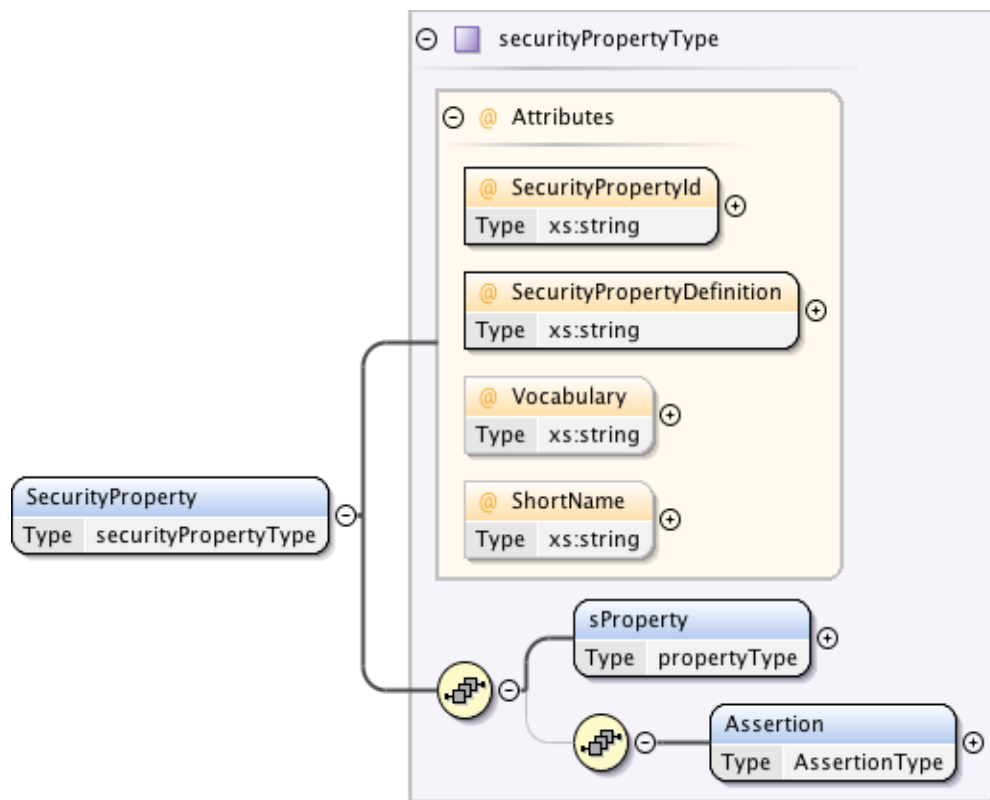 securityPropertyType
@ Attributes
@ SecurityPropertyId
Type xs:string
@ SecurityPropertyDefinition
Type xs:string
@ Vocabulary
Type xs:string
@ ShortName
Type xs:string
SecurityProperty
Type securityPropertyType
sProperty
Type propertyType
Assertion
Type AssertionType